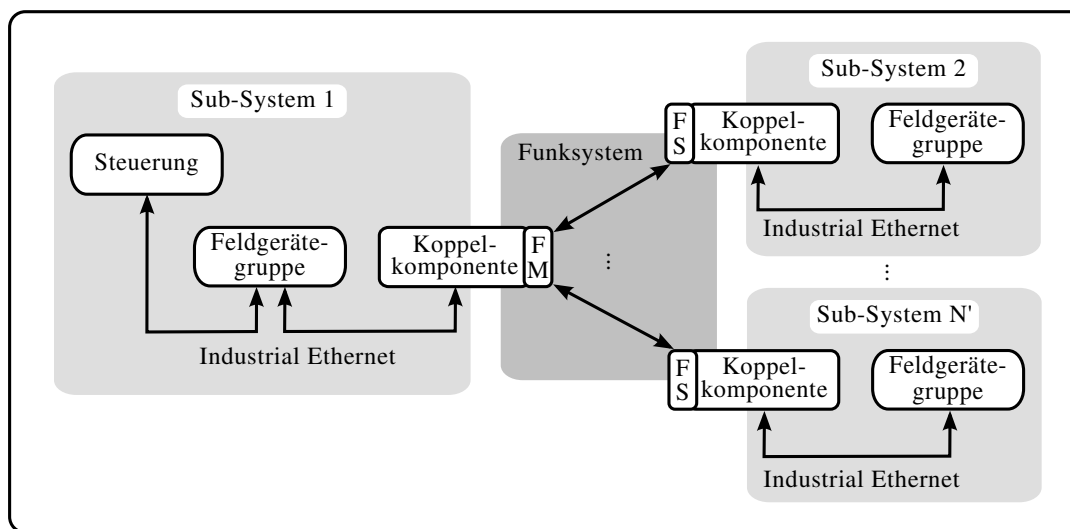 Sub-System 1
Steuerung
Feldgeräte-
gruppe
Koppel-
komponente
F
M
Industrial Ethernet
Funksystem
⋮
Sub-System 2
F
S
Koppel-
komponente
Feldgeräte-
gruppe
Industrial Ethernet
⋮
Sub-System N'
F
S
Koppel-
komponente
Feldgeräte-
gruppe
Industrial Ethernet